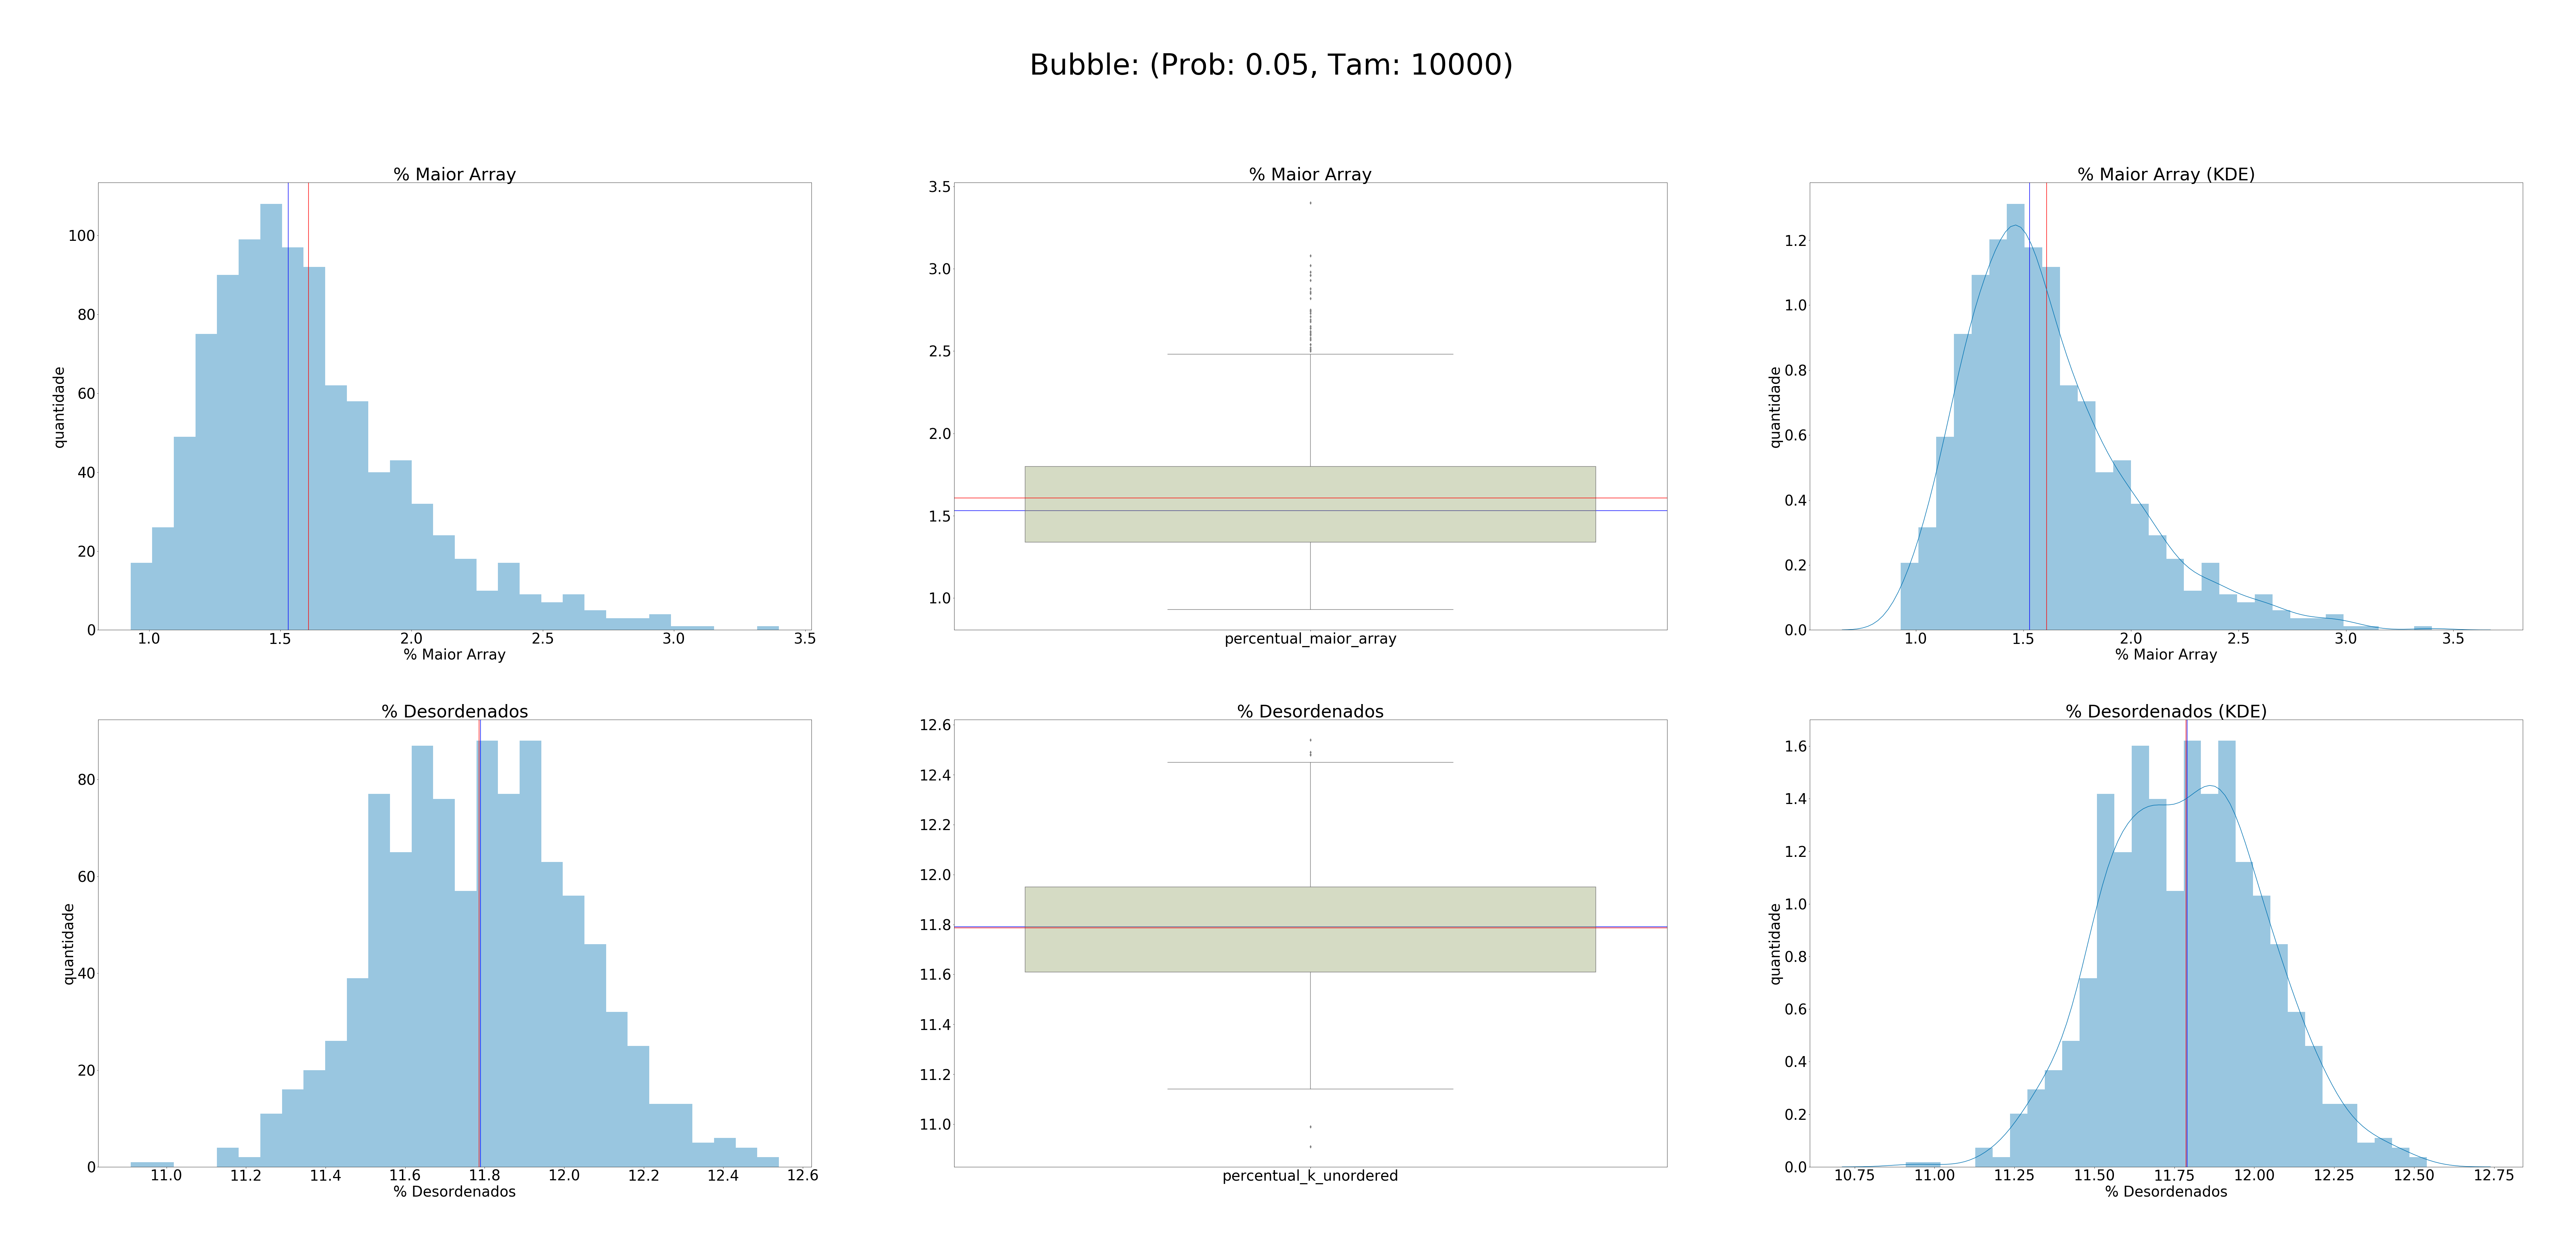 Bubble: (Prob: 0.05, Tam: 10000)
% Maior Array
quantidade
100
80
60
40
20
0
1.0 1.5 2.0 2.5 3.0 3.5
% Maior Array
% Maior Array
3.5
3.0
2.5
2.0
1.5
1.0
percentual_maior_array
% Maior Array (KDE)
quantidade
1.2
1.0
0.8
0.6
0.4
0.2
0.0
1.0 1.5 2.0 2.5 3.0 3.5
% Maior Array
% Desordenados
quantidade
80
60
40
20
0
11.0 11.2 11.4 11.6 11.8 12.0 12.2 12.4 12.6
% Desordenados
% Desordenados
12.6
12.4
12.2
12.0
11.8
11.6
11.4
11.2
11.0
percentual_k_unordered
% Desordenados (KDE)
quantidade
1.6
1.4
1.2
1.0
0.8
0.6
0.4
0.2
0.0
10.75 11.00 11.25 11.50 11.75 12.00 12.25 12.50 12.75
% Desordenados